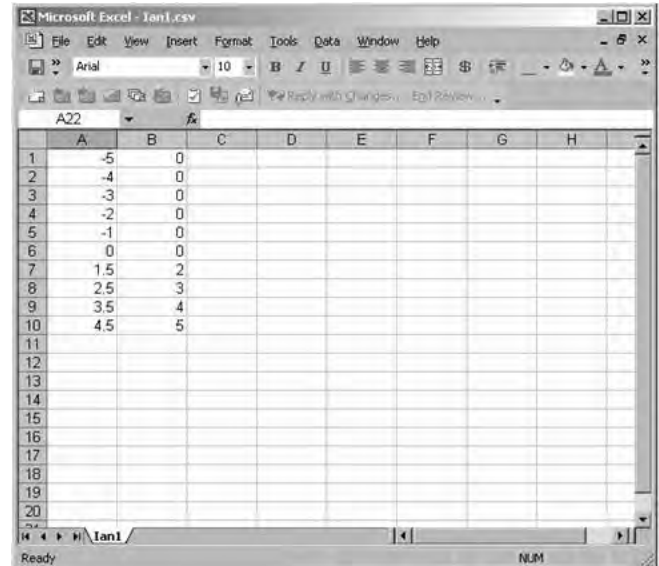 Microsoft Excel - Ian1.csv
File Edit View Insert Format Tools Data Window Help
Arial 10 B I U $
Reply with Changes... End Review...
A22 fx
A B C D E F G H
1 -5 0
2 -4 0
3 -3 0
4 -2 0
5 -1 0
6 0 0
7 1.5 2
8 2.5 3
9 3.5 4
10 4.5 5
11
12
13
14
15
16
17
18
19
20
Ian1
Ready NUM